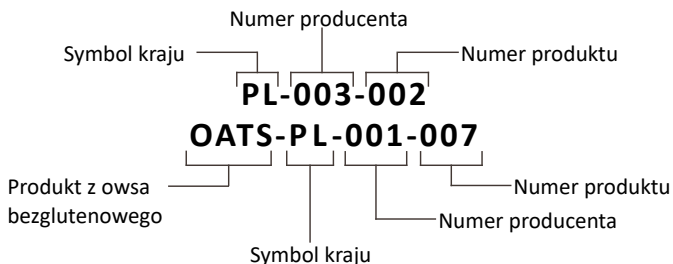 Numer producenta
Symbol kraju
Numer produktu
PL-003-002
OATS-PL-001-007
Produkt z owsa
bezglutenowego
Numer produktu
Numer producenta
Symbol kraju